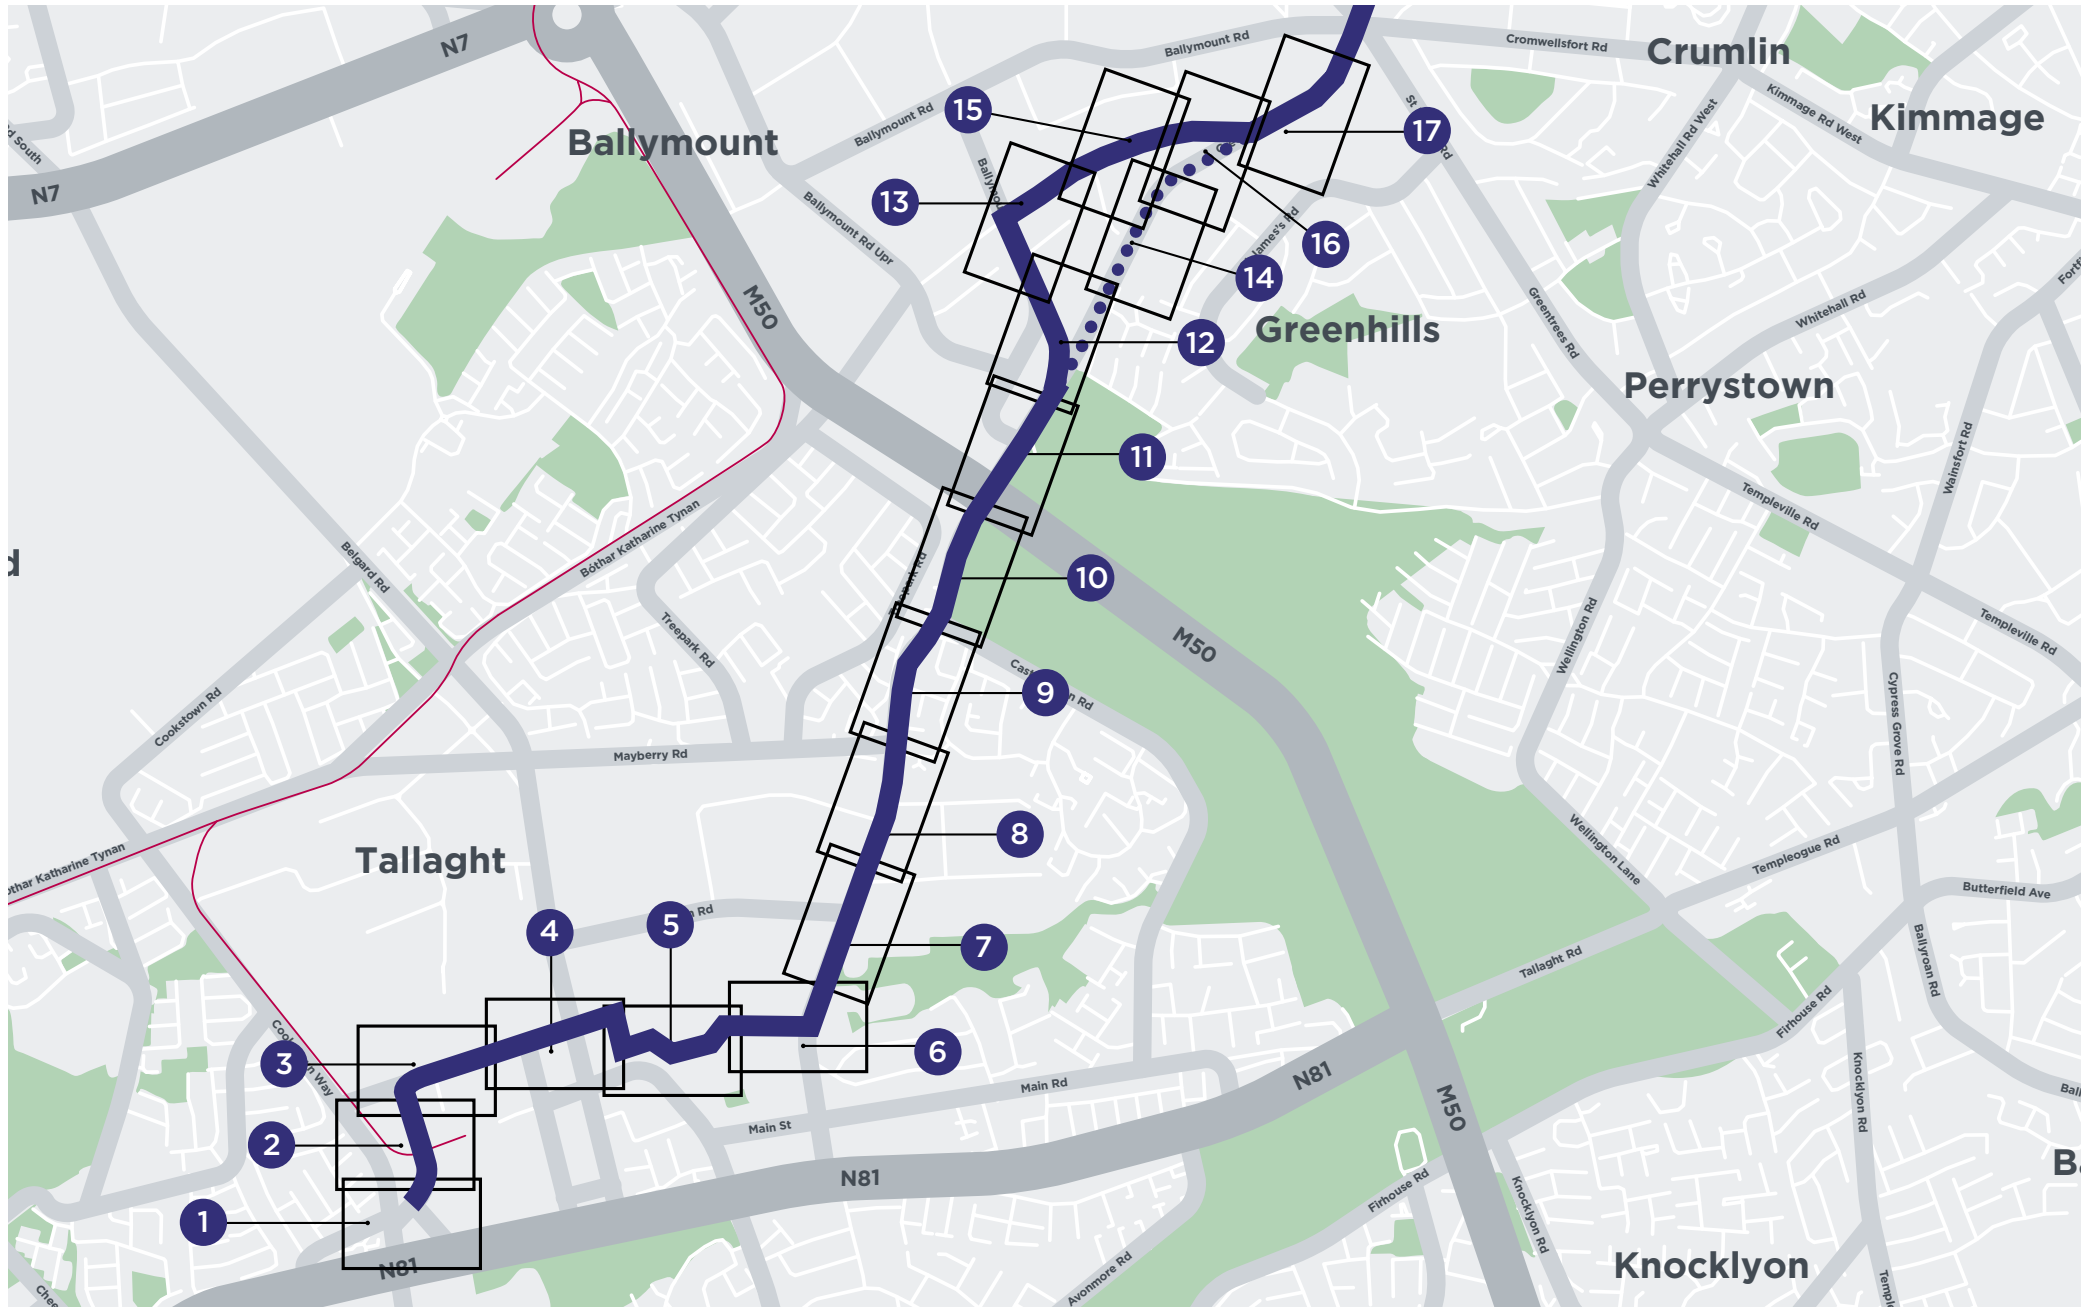 N7
Ballymount Rd
Cromwellsfort Rd
Crumlin
Kimmage Rd West
Kimmage
15
Ballymount Rd
Ballymount
17
Whitehall Rd West
N7
13
Ballymount Rd Upr
James's Rd
16
14
M50
Greenhills
12
Greentrees Rd
Whitehall Rd
Perrystown
11
Wainsfort Rd
Templeville Rd
Bóthar Katharine Tynan
Belgard Rd
10
Treepark Rd
Wellington Rd
M50
Templeville Rd
9
Cookstown Rd
Cypress Grove Rd
Mayberry Rd
8
Tallaght
Wellington Lane
Templeogue Rd
Butterfield Ave
4
5
Rd
7
Tallaght Rd
Ballyroan Rd
Firhouse Rd
3
6
Main Rd
N81
M50
Knocklyon Rd
2
Main St
N81
Firhouse Rd
1
Knocklyon Rd
N81
Avonmore Rd
Knocklyon